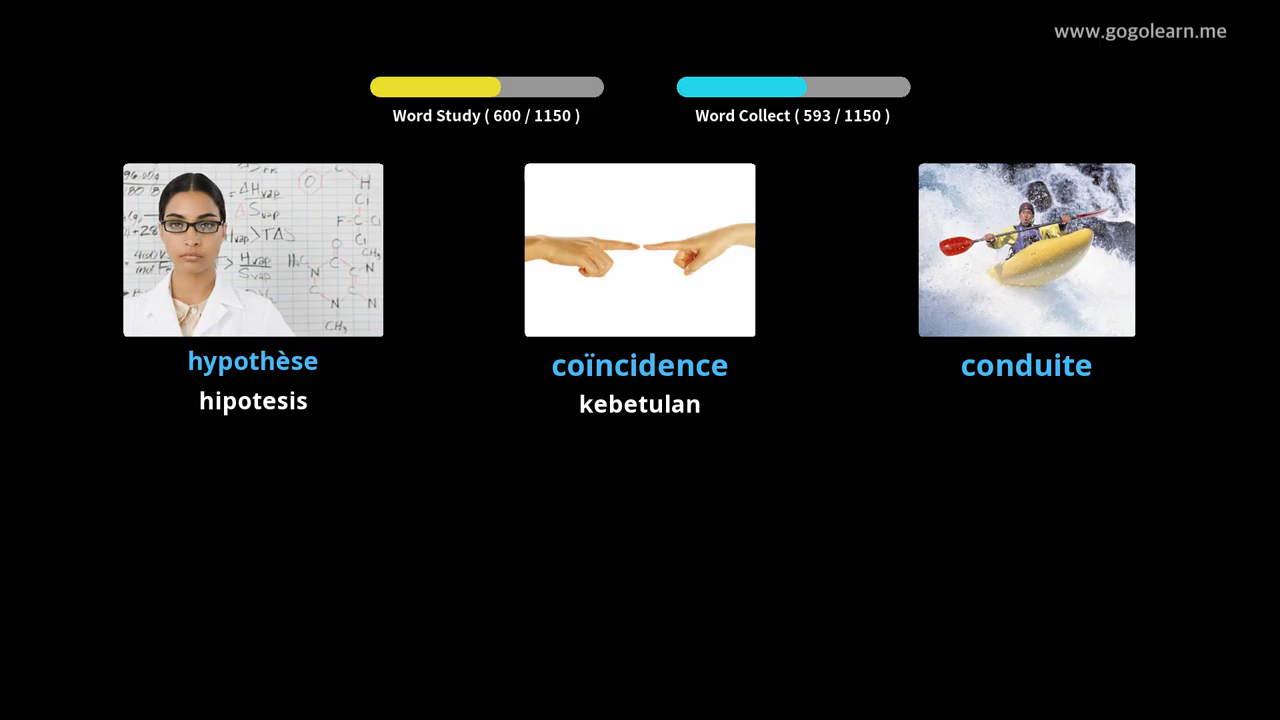 www.gogolearn.me
Word Study ( 600 / 1150 )
Word Collect ( 593 / 1150 )
hypothèse
hipotesis
coïncidence
kebetulan
conduite